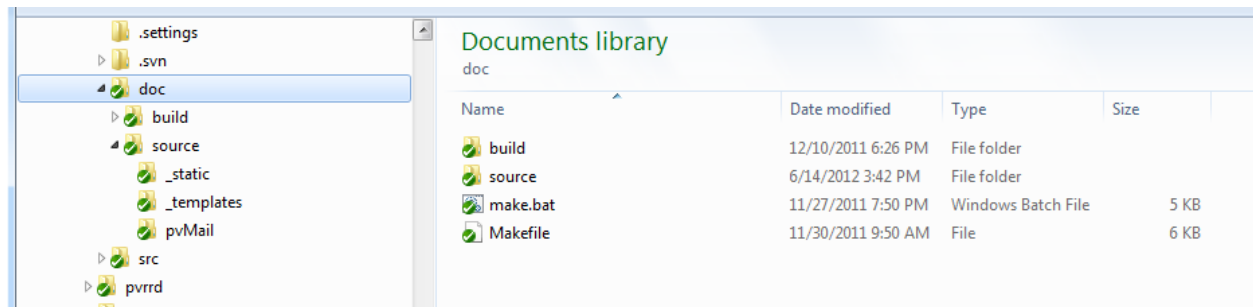 .settings
.svn
doc
build
source
_static
_templates
pvMail
src
pvrrd
Documents library
doc
Name Date modified Type Size
build 12/10/2011 6:26 PM File folder
source 6/14/2012 3:42 PM File folder
make.bat 11/27/2011 7:50 PM Windows Batch File 5 KB
Makefile 11/30/2011 9:50 AM File 6 KB